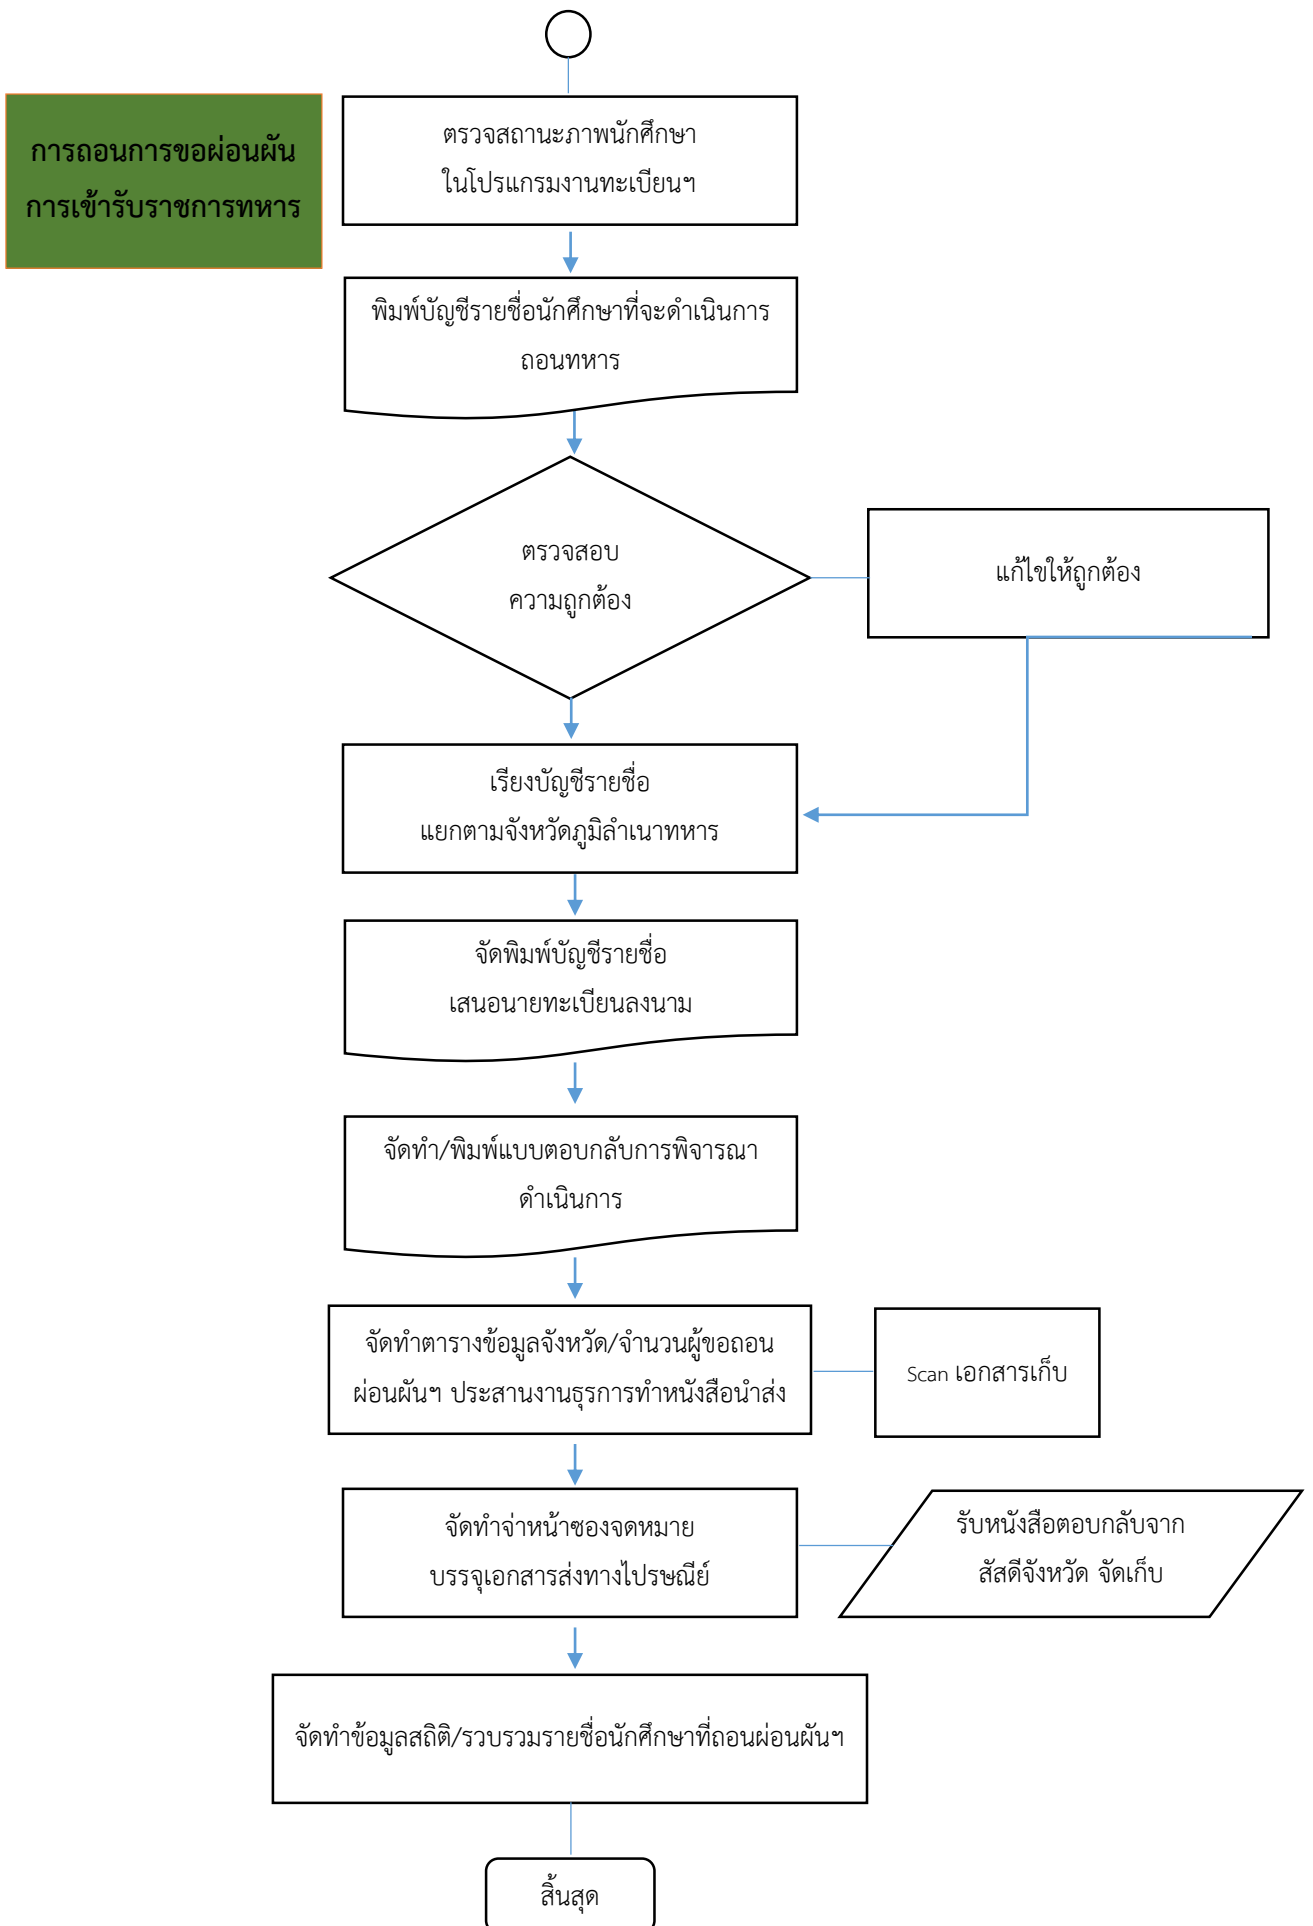 การถอนการขอผ่อนผัน
การเข้ารับราชการทหาร
ตรวจสถานะภาพนักศึกษา
ในโปรแกรมงานทะเบียนฯ
พิมพ์บัญชีรายชื่อนักศึกษาที่จะดำเนินการ
ถอนทหาร
ตรวจสอบ
ความถูกต้อง
แก้ไขให้ถูกต้อง
เรียงบัญชีรายชื่อ
แยกตามจังหวัดภูมิลำเนาทหาร
จัดพิมพ์บัญชีรายชื่อ
เสนอนายทะเบียนลงนาม
จัดทำ/พิมพ์แบบตอบกลับการพิจารณา
ดำเนินการ
จัดทำตารางข้อมูลจังหวัด/จำนวนผู้ขอถอน
ผ่อนผันฯ ประสานงานธุรการทำหนังสือนำส่ง
Scan เอกสารเก็บ
จัดทำจ่าหน้าซองจดหมาย
บรรจุเอกสารส่งทางไปรษณีย์
รับหนังสือตอบกลับจาก
สัสดีจังหวัด จัดเก็บ
จัดทำข้อมูลสถิติ/รวบรวมรายชื่อนักศึกษาที่ถอนผ่อนผันฯ
สิ้นสุด